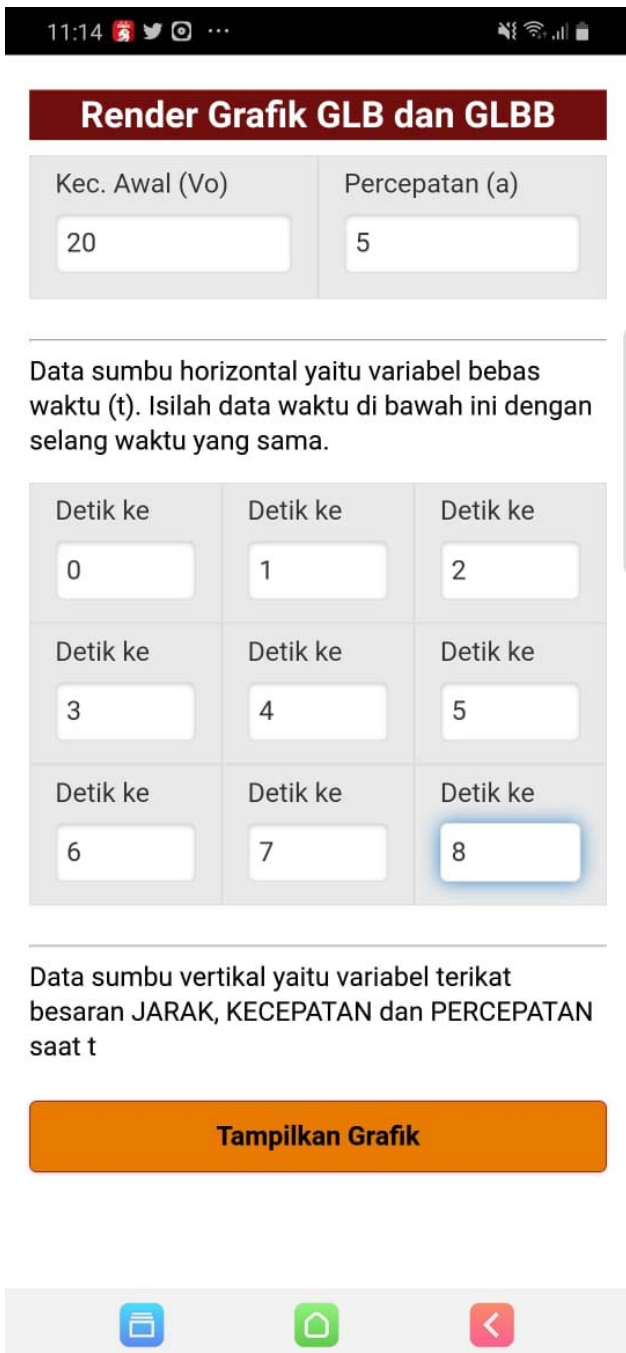 11:14
Render Grafik GLB dan GLBB
Kec. Awal (Vo) Percepatan (a)
20 5
Data sumbu horizontal yaitu variabel bebas
waktu (t). Isilah data waktu di bawah ini dengan
selang waktu yang sama.
Detik ke Detik ke Detik ke
0 1 2
Detik ke Detik ke Detik ke
3 4 5
Detik ke Detik ke Detik ke
6 7 8
Data sumbu vertikal yaitu variabel terikat
besaran JARAK, KECEPATAN dan PERCEPATAN
saat t
Tampilkan Grafik